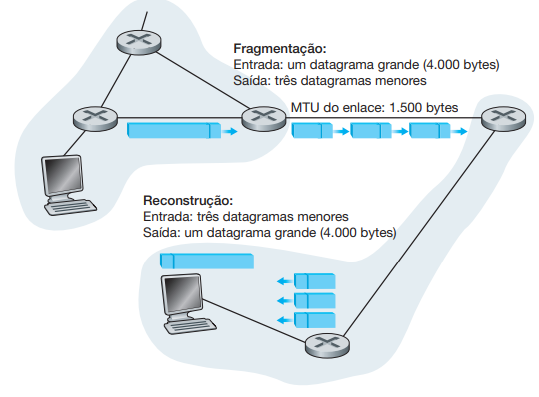 Fragmentação:
Entrada: um datagrama grande (4.000 bytes)
Saída: três datagramas menores
MTU do enlace: 1.500 bytes
Reconstrução:
Entrada: três datagramas menores
Saída: um datagrama grande (4.000 bytes)